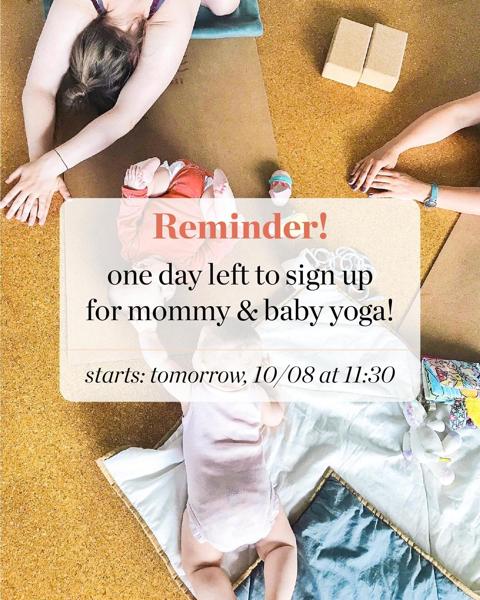 Reminder!
one day left to sign up
for mommy & baby yoga!
starts: tomorrow, 10/08 at 11:30